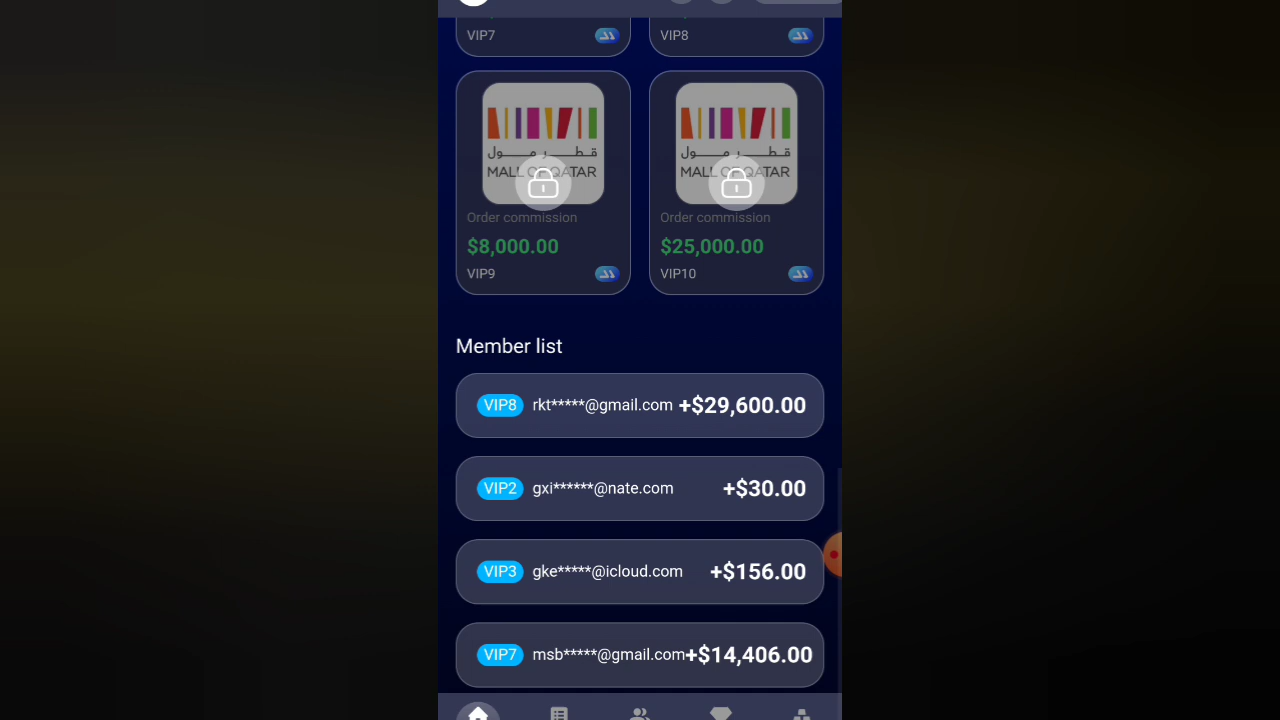 VIP7
VIP8
قطر مول
MALL OF QATAR
Order commission
$8,000.00
VIP9
قطر مول
MALL OF QATAR
Order commission
$25,000.00
VIP10
Member list
VIP8 rkt*****@gmail.com +$29,600.00
VIP2 gxi******@nate.com +$30.00
VIP3 gke*****@icloud.com +$156.00
VIP7 msb*****@gmail.com+$14,406.00